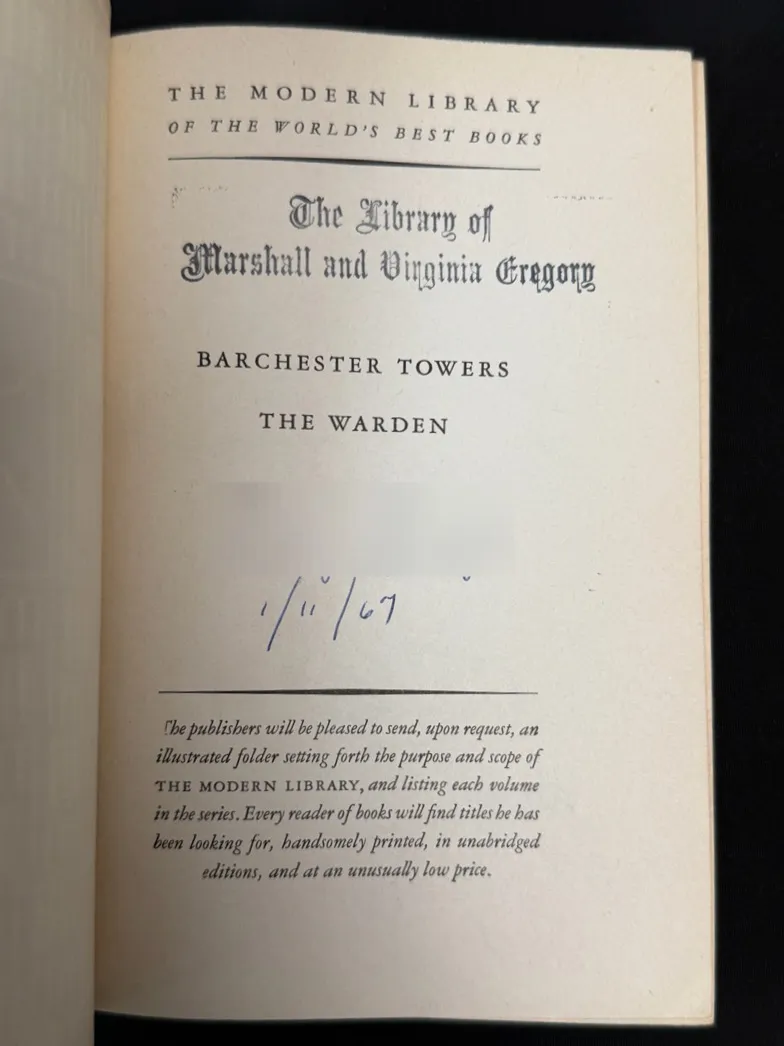 THE MODERN LIBRARY
OF THE WORLD'S BEST BOOKS
The Library of
Marshall and Virginia Gregory
BARCHESTER TOWERS
THE WARDEN
1/11/67
The publishers will be pleased to send, upon request, an
illustrated folder setting forth the purpose and scope of
THE MODERN LIBRARY, and listing each volume
in the series. Every reader of books will find titles he has
been looking for, handsomely printed, in unabridged
editions, and at an unusually low price.